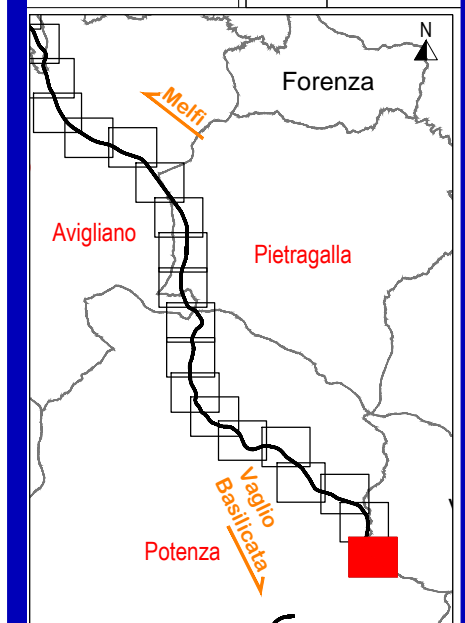 N
Forenza
Melfi
Avigliano
Pietragalla
Vaglio
Basilicata
Potenza